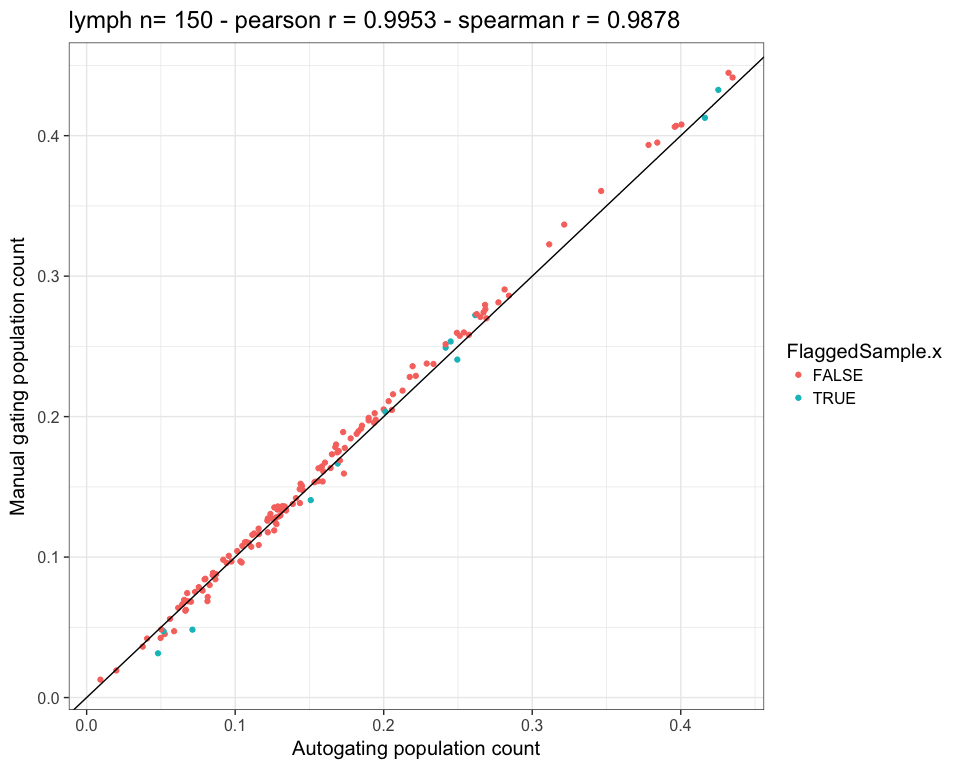 lymph n= 150 - pearson r = 0.9953 - spearman r = 0.9878
Manual gating population count
0.4
0.3
0.2
0.1
0.0
0.0 0.1 0.2 0.3 0.4
Autogating population count
FlaggedSample.x
FALSE
TRUE